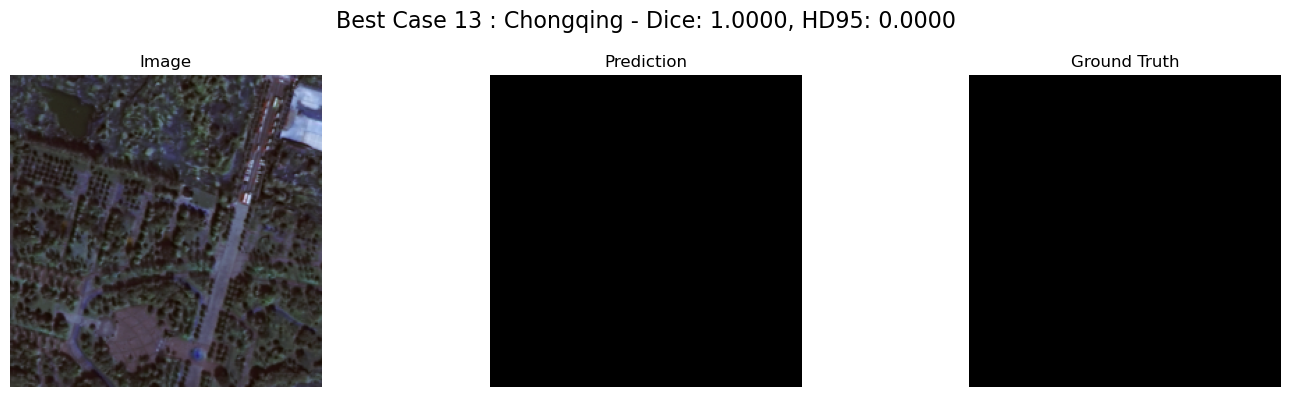 Best Case 13 : Chongqing - Dice: 1.0000, HD95: 0.0000
Image
Prediction
Ground Truth